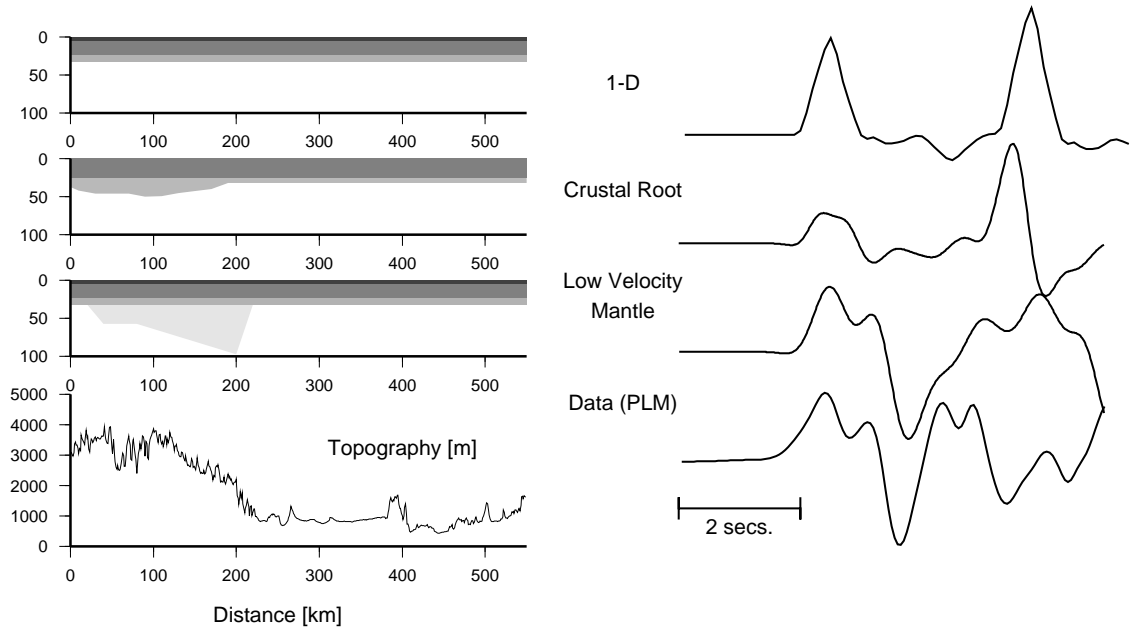 0
50
100
0 100 200 300 400 500
0
50
100
0 100 200 300 400 500
0
50
100
0 100 200 300 400 500
5000
4000
3000
2000
1000
0
Topography [m]
0 100 200 300 400 500
Distance [km]
1-D
Crustal Root
Low Velocity
Mantle
Data (PLM)
2 secs.